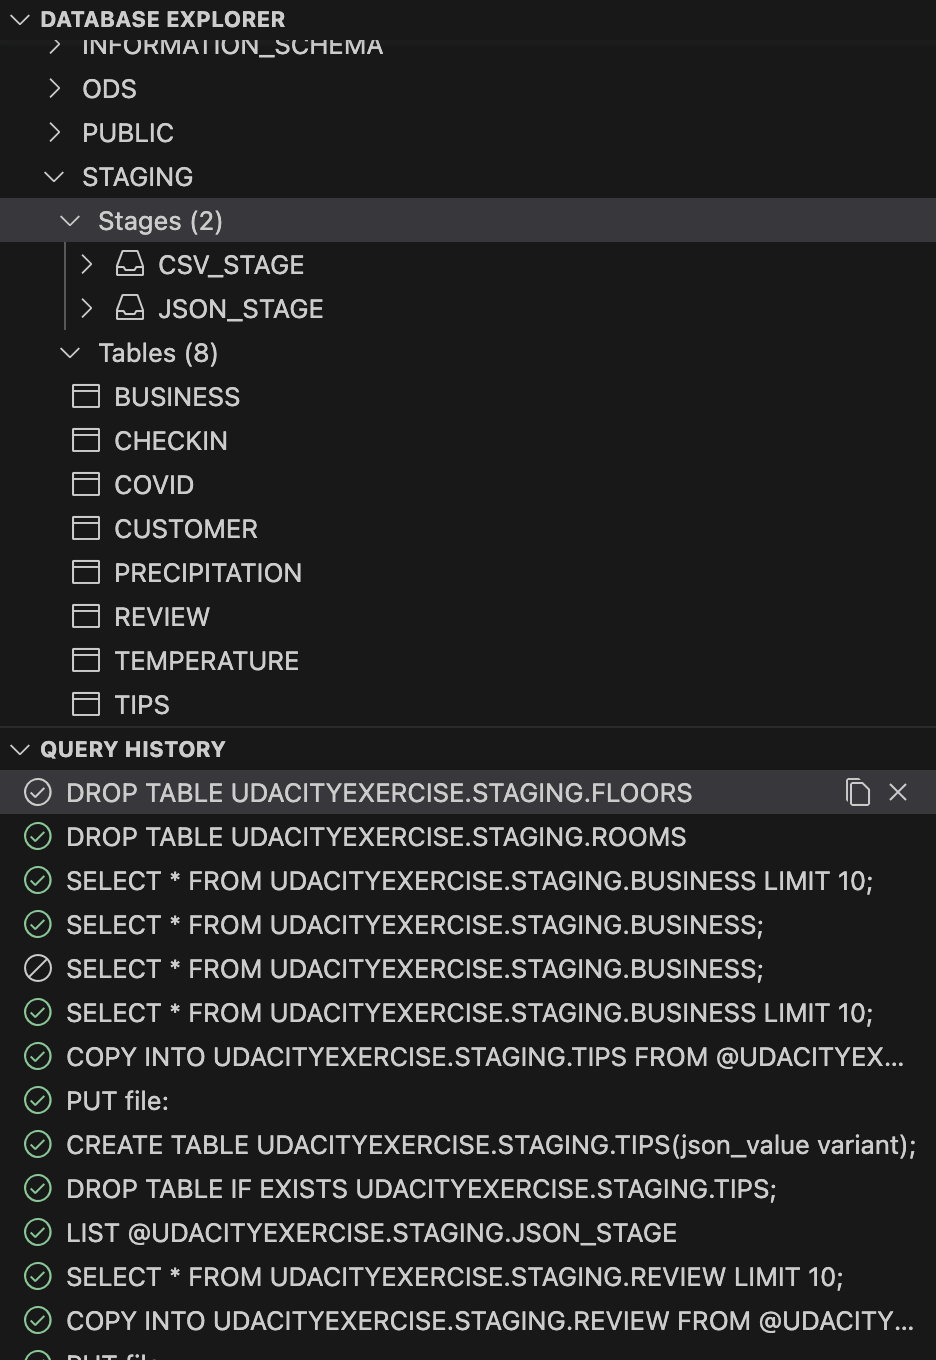 DATABASE EXPLORER
INFORMATION_SCHEMA
ODS
PUBLIC
STAGING
Stages (2)
CSV_STAGE
JSON_STAGE
Tables (8)
BUSINESS
CHECKIN
COVID
CUSTOMER
PRECIPITATION
REVIEW
TEMPERATURE
TIPS
QUERY HISTORY
DROP TABLE UDACITYEXERCISE.STAGING.FLOORS
DROP TABLE UDACITYEXERCISE.STAGING.ROOMS
SELECT * FROM UDACITYEXERCISE.STAGING.BUSINESS LIMIT 10;
SELECT * FROM UDACITYEXERCISE.STAGING.BUSINESS;
SELECT * FROM UDACITYEXERCISE.STAGING.BUSINESS;
SELECT * FROM UDACITYEXERCISE.STAGING.BUSINESS LIMIT 10;
COPY INTO UDACITYEXERCISE.STAGING.TIPS FROM @UDACITYEX...
PUT file:
CREATE TABLE UDACITYEXERCISE.STAGING.TIPS(json_value variant);
DROP TABLE IF EXISTS UDACITYEXERCISE.STAGING.TIPS;
LIST @UDACITYEXERCISE.STAGING.JSON_STAGE
SELECT * FROM UDACITYEXERCISE.STAGING.REVIEW LIMIT 10;
COPY INTO UDACITYEXERCISE.STAGING.REVIEW FROM @UDACITY...
PUT file: